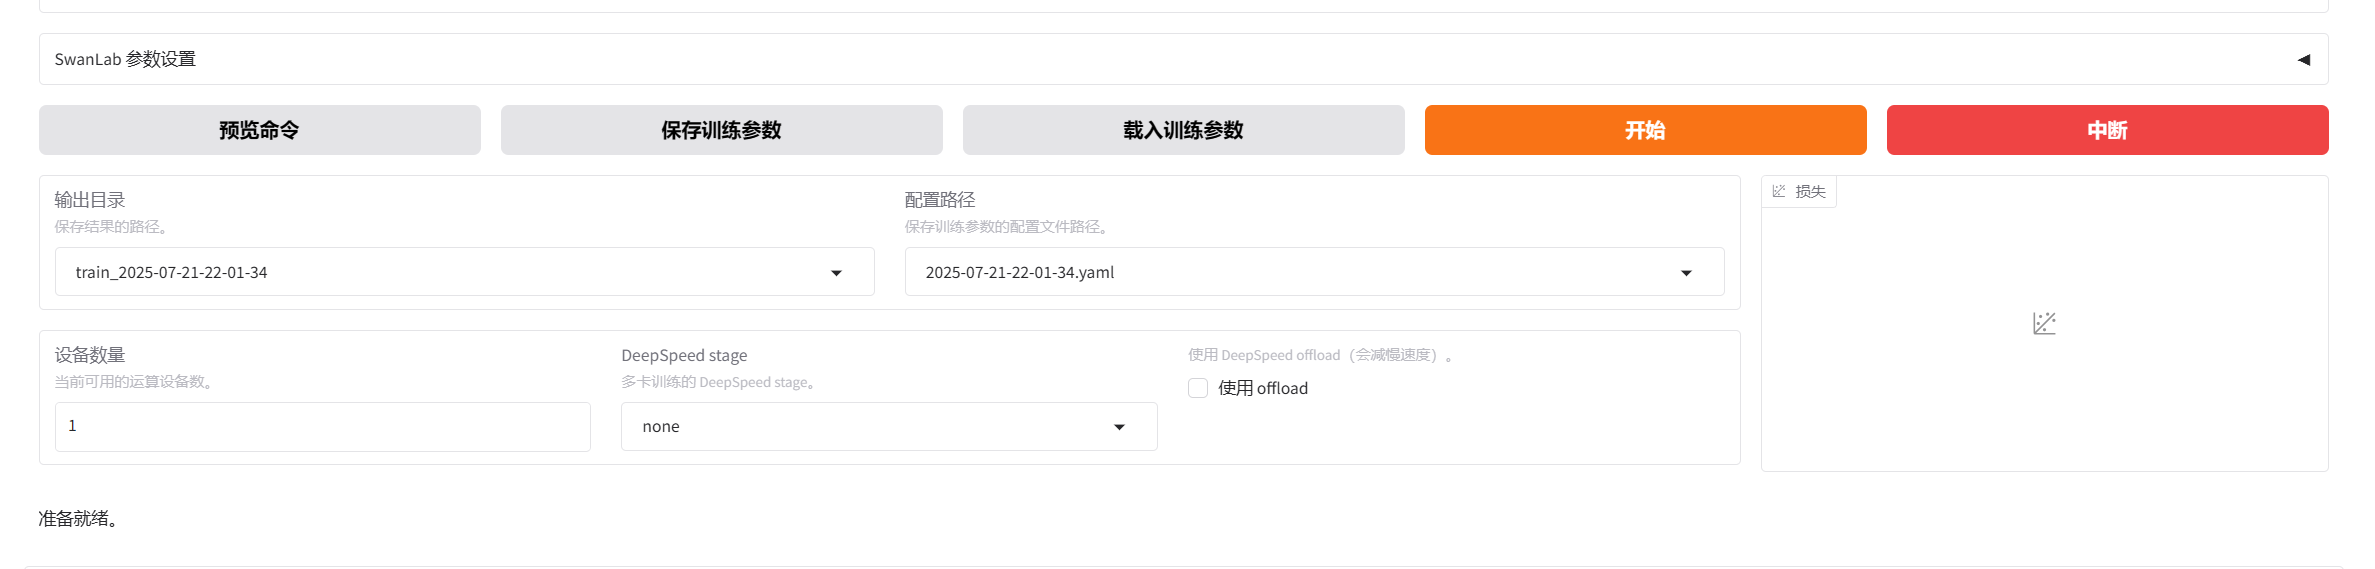 SwanLab 参数设置
预览命令
保存训练参数
载入训练参数
开始
中断
输出目录
保存结果的路径。
train_2025-07-21-22-01-34
配置路径
保存训练参数的配置文件路径。
2025-07-21-22-01-34.yaml
损失
设备数量
当前可用的运算设备数。
1
DeepSpeed stage
多卡训练的 DeepSpeed stage。
none
使用 DeepSpeed offload（会减慢速度）。
使用 offload
准备就绪。